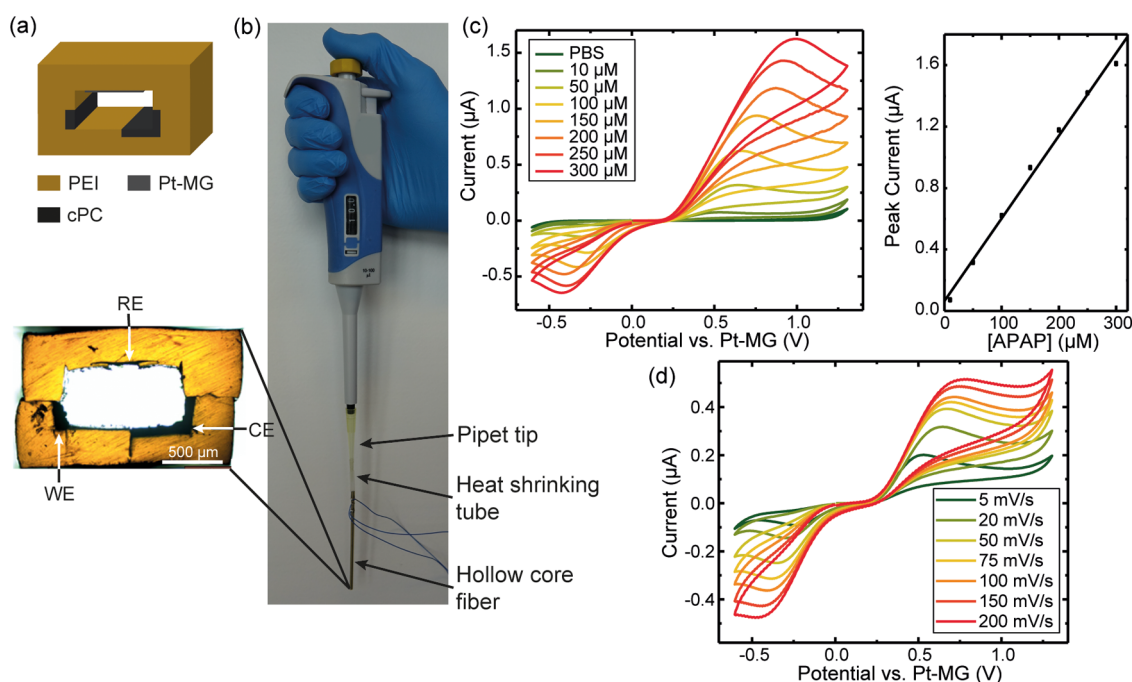 (a)
PEI
Pt-MG
cPC
RE
CE
500 µm
WE
(b)
Pipet tip
Heat shrinking
tube
Hollow core
fiber
(c)
PBS
10 µM
50 µM
100 µM
150 µM
200 µM
250 µM
300 µM
Current (µA)
1.5
1.0
0.5
0.0
-0.5
-0.5
0.0
0.5
1.0
Potential vs. Pt-MG (V)
Peak Current (µA)
1.6
1.2
0.8
0.4
0.0
0
100
200
300
[APAP] (µM)
(d)
Current (µA)
0.4
0.2
0.0
-0.2
-0.4
5 mV/s
20 mV/s
50 mV/s
75 mV/s
100 mV/s
150 mV/s
200 mV/s
-0.5
0.0
0.5
1.0
Potential vs. Pt-MG (V)